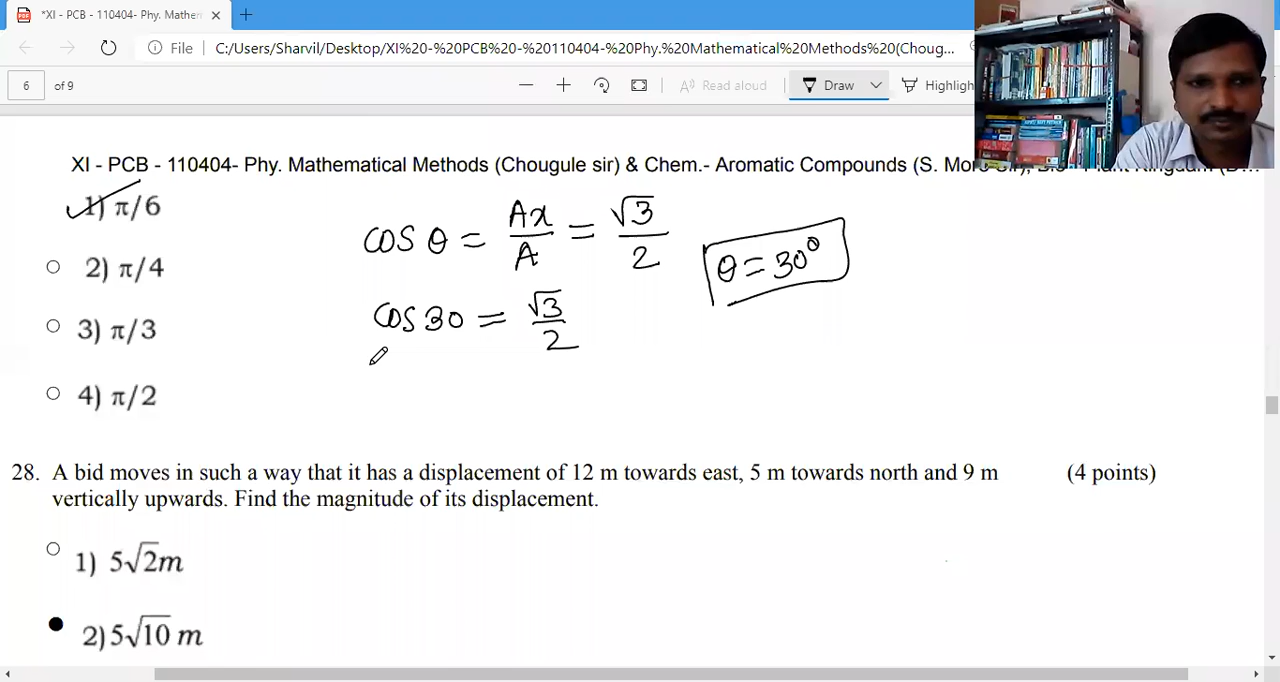 *XI - PCB - 110404- Phy. Mathem
File C:/Users/Sharvil/Desktop/XI%20-%20PCB%20-%20110404-%20Phy.%20Mathematical%20Methods%20(Choug...
6 of 9 Read aloud Draw Highligh
XI - PCB - 110404- Phy. Mathematical Methods (Chougule sir) & Chem.- Aromatic Compounds (S. More Sir),
1) π/6
cos θ = Ax/A = √3/2
θ = 30°
2) π/4
cos 30 = √3/2
3) π/3
4) π/2
28. A bid moves in such a way that it has a displacement of 12 m towards east, 5 m towards north and 9 m (4 points)
vertically upwards. Find the magnitude of its displacement.
1) 5√2m
2) 5√10 m